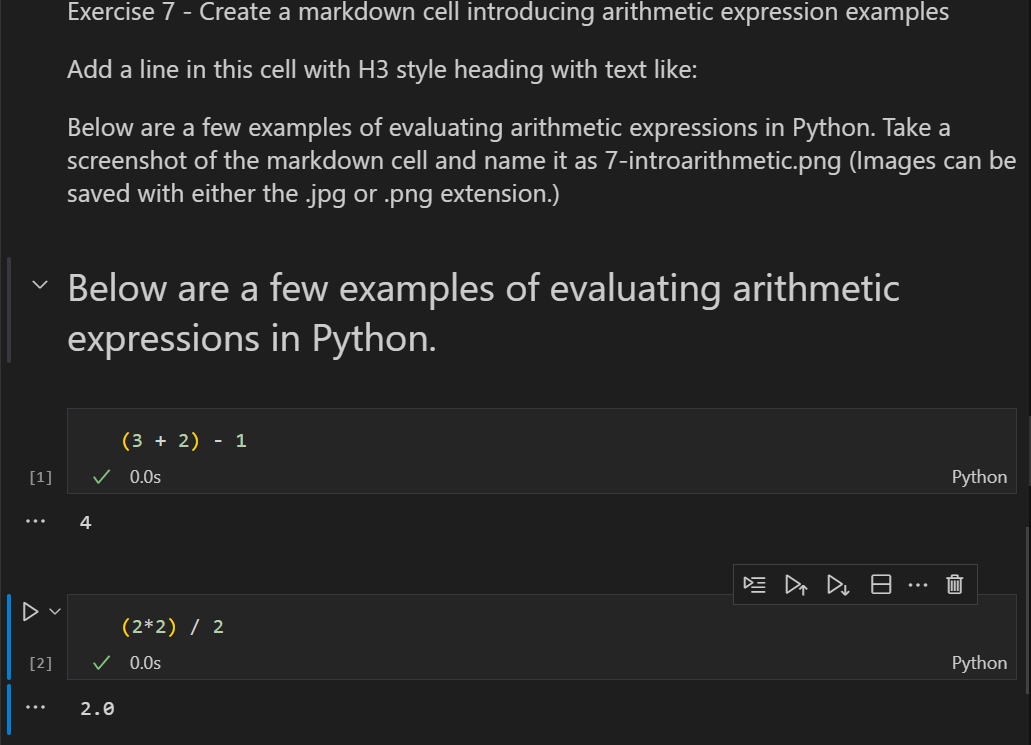 Exercise 7 - Create a markdown cell introducing arithmetic expression examples
Add a line in this cell with H3 style heading with text like:
Below are a few examples of evaluating arithmetic expressions in Python. Take a
screenshot of the markdown cell and name it as 7-introarithmetic.png (Images can be
saved with either the .jpg or .png extension.)
Below are a few examples of evaluating arithmetic
expressions in Python.
(3 + 2) - 1
[1] 0.0s Python
... 4
(2*2) / 2
[2] 0.0s Python
... 2.0